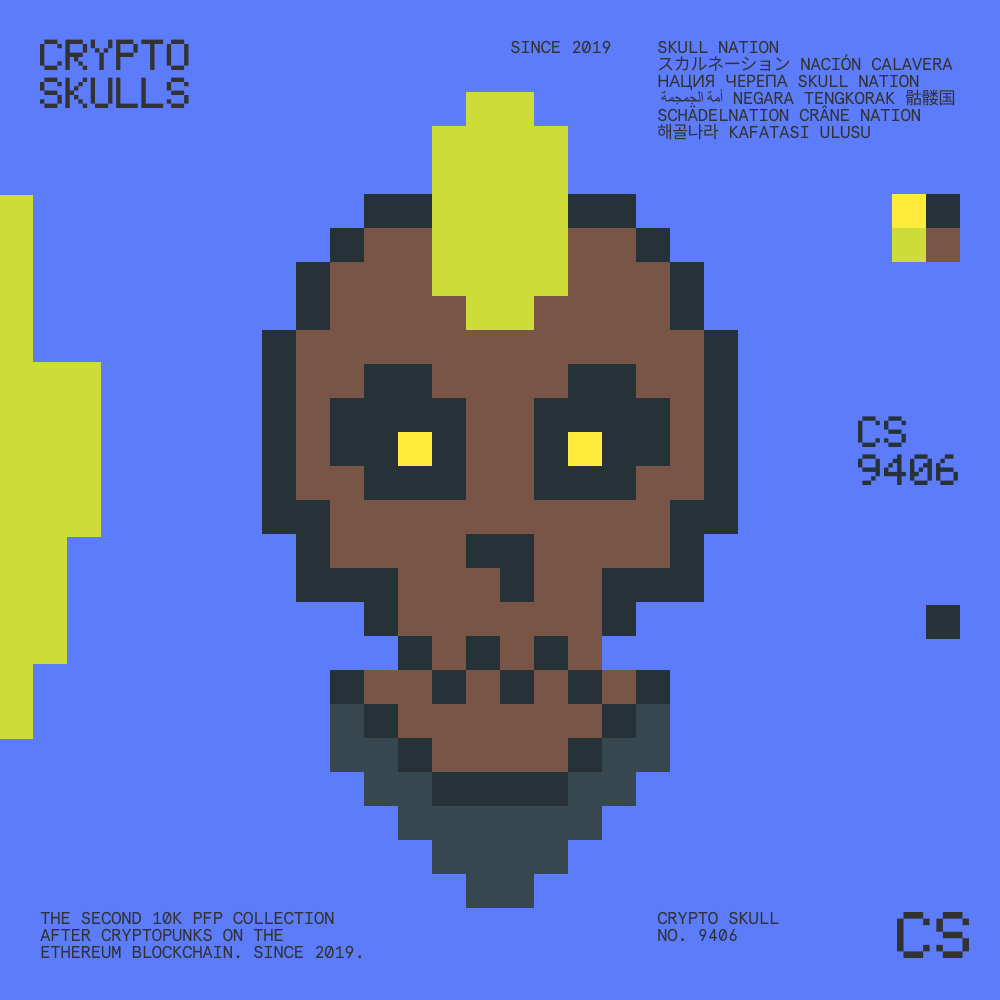 CRYPTO
SKULLS
SINCE 2019
SKULL NATION
スカルネーション NACIÓN CALAVERA
НАЦИЯ ЧЕРЕПА SKULL NATION
أمة الجمجمة NEGARA TENGKORAK 骷髅国
SCHÄDELNATION CRÂNE NATION
해골나라 KAFATASI ULUSU
CS
9406
THE SECOND 10K PFP COLLECTION
AFTER CRYPTOPUNKS ON THE
ETHEREUM BLOCKCHAIN. SINCE 2019.
CRYPTO SKULL
NO. 9406
CS